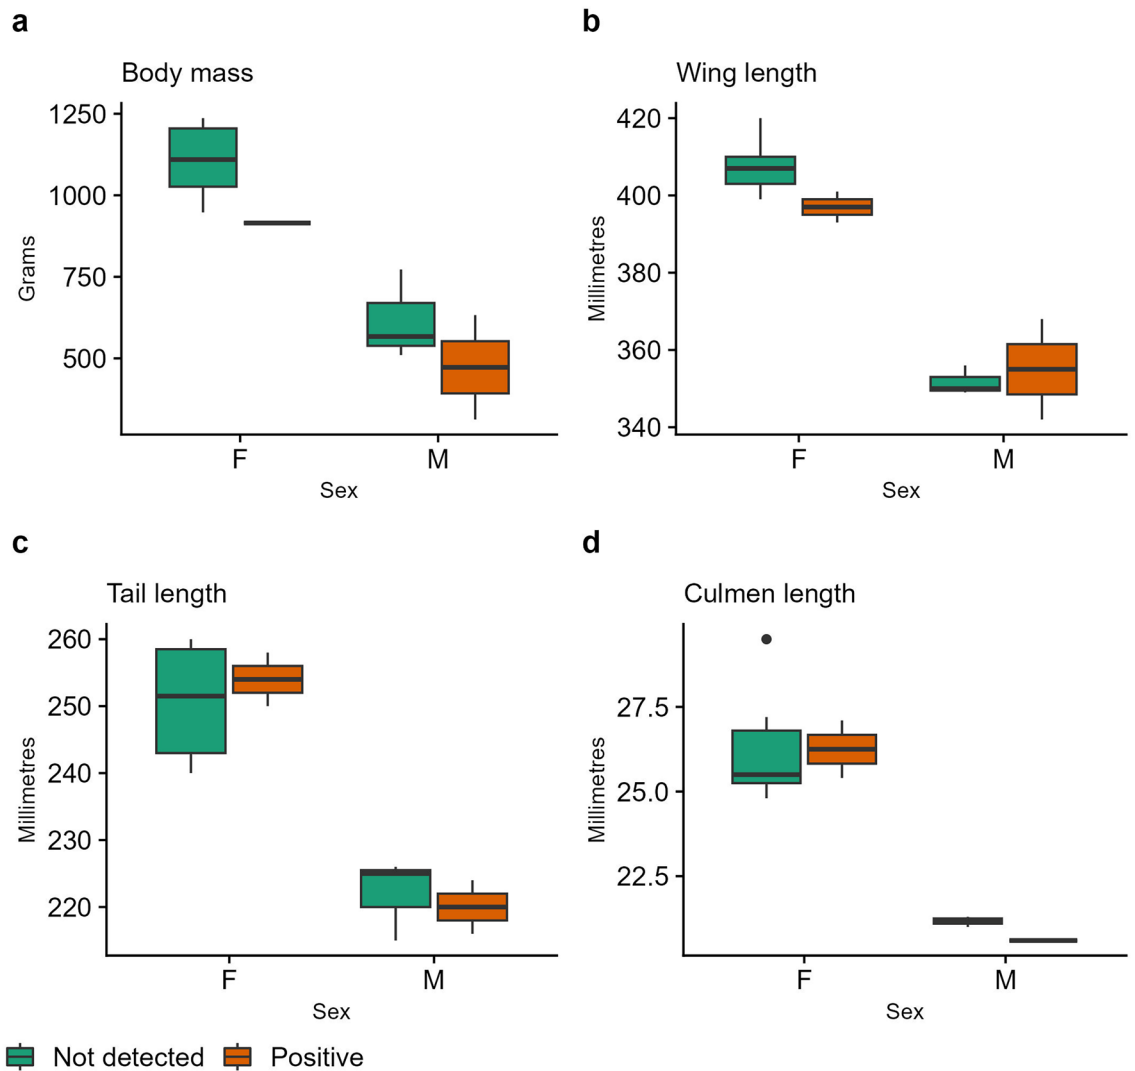 a
Body mass
1250
1000
750
500
Grams
F
M
Sex
b
Wing length
420
400
380
360
340
Millimetres
F
M
Sex
c
Tail length
260
250
240
230
220
Millimetres
F
M
Sex
d
Culmen length
27.5
25.0
22.5
Millimetres
F
M
Sex
Not detected
Positive